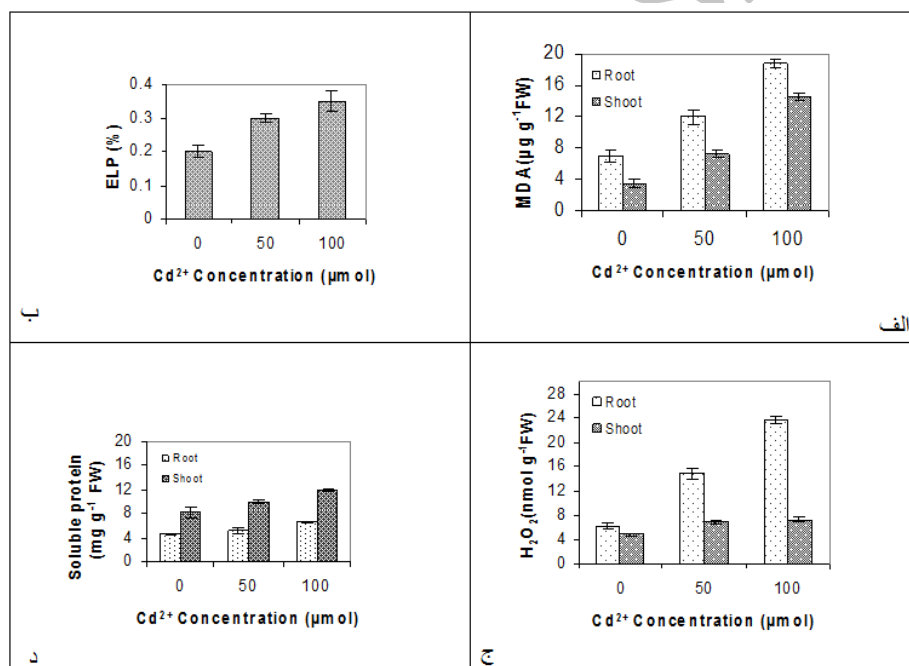 0.4
0.3
0.2
0.1
0
ELP (%)
0 50 100
Cd²⁺ Concentration (µmol)
ب
20
16
12
8
4
0
MDA(µg g⁻¹FW)
Root
Shoot
0 50 100
Cd²⁺ Concentration (µmol)
الف
20
16
12
8
4
0
Soluble protein
(mg g⁻¹ FW)
Root
Shoot
0 50 100
Cd²⁺ Concentration (µmol)
د
28
24
20
16
12
8
4
0
H₂O₂(nmol g⁻¹FW)
Root
Shoot
0 50 100
Cd²⁺ Concentration (µmol)
ج